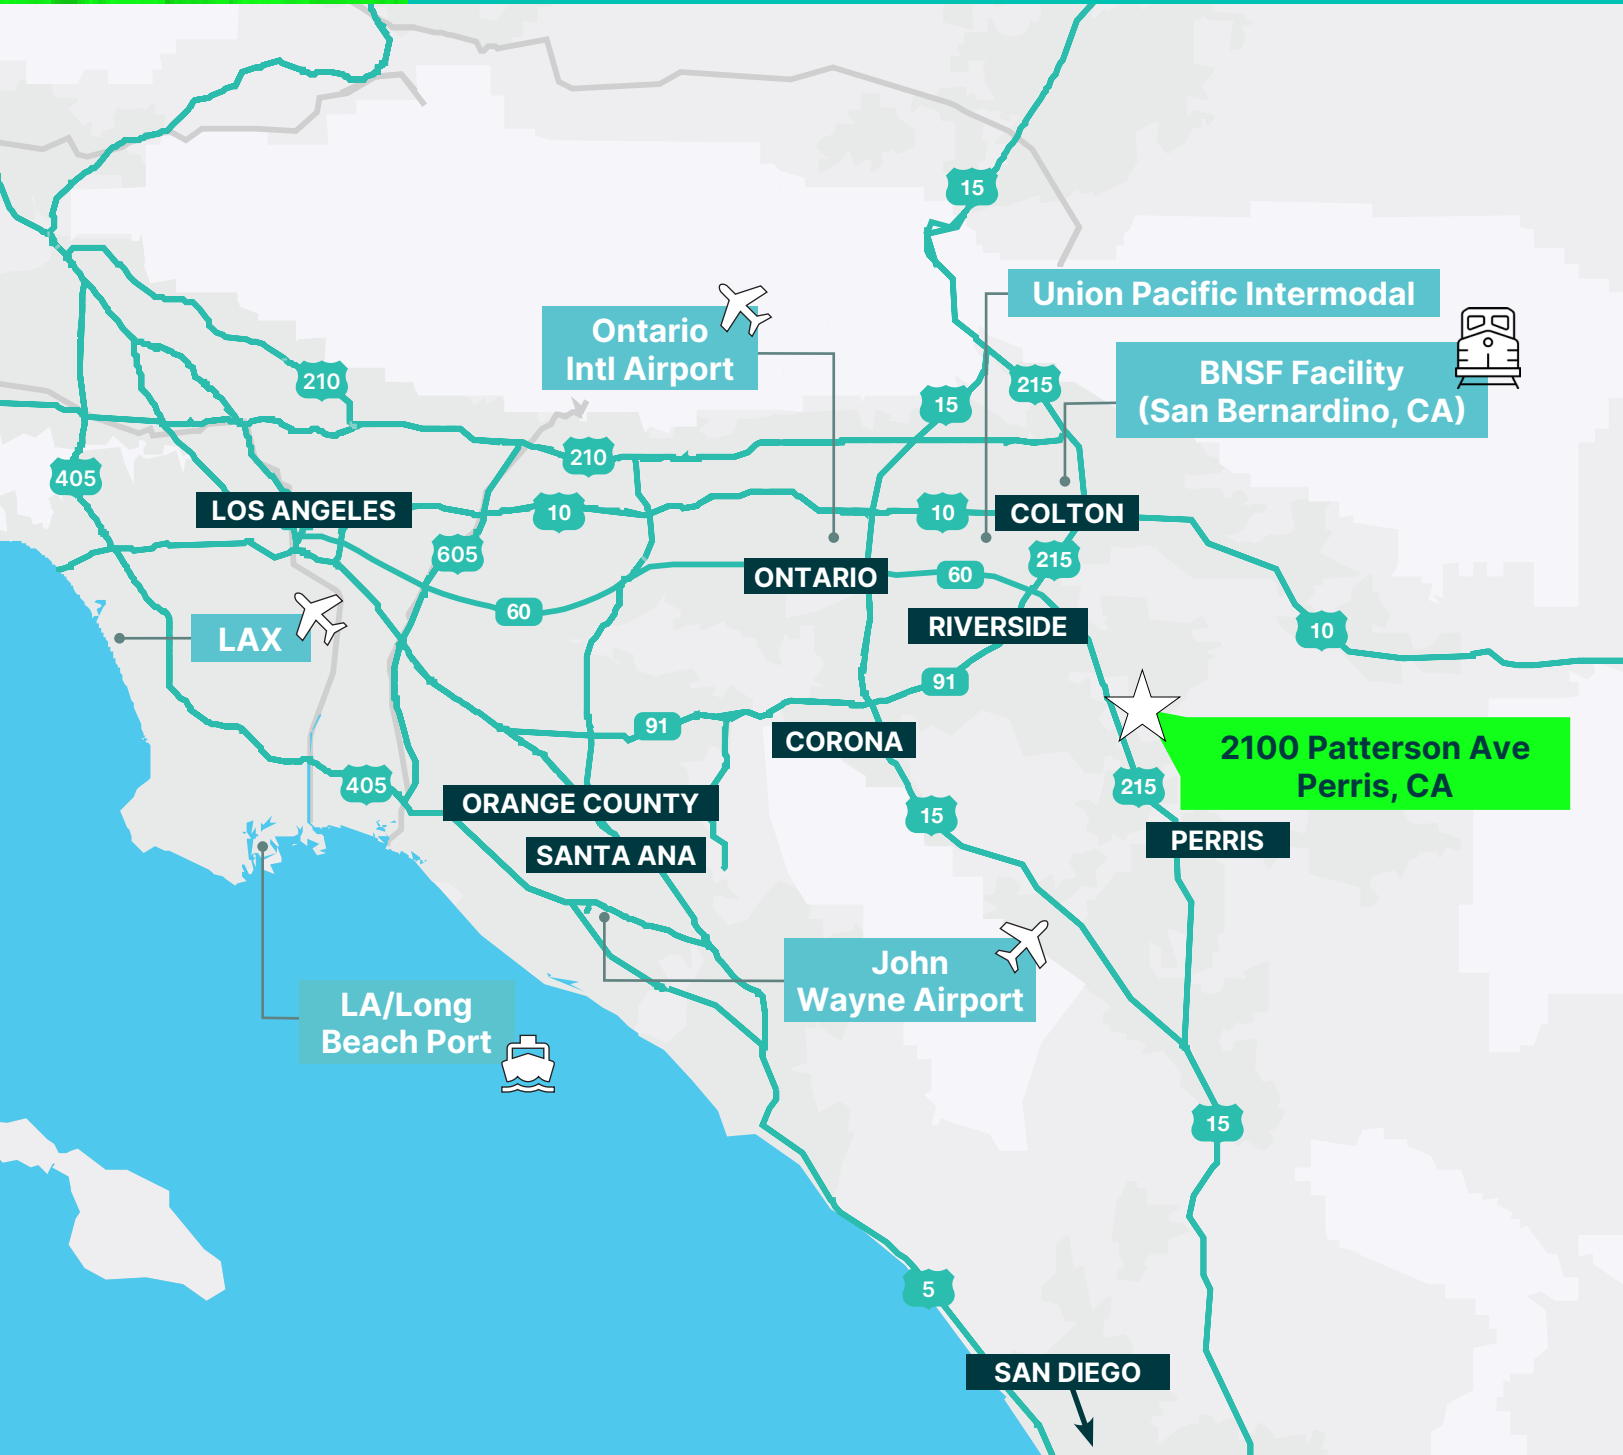 15
Union Pacific Intermodal
Ontario
Intl Airport
BNSF Facility
(San Bernardino, CA)
210
215
15
210
405
LOS ANGELES
10
10
COLTON
605
215
ONTARIO
60
60
RIVERSIDE
10
LAX
91
91
CORONA
2100 Patterson Ave
Perris, CA
405
215
ORANGE COUNTY
15
PERRIS
SANTA ANA
John
Wayne Airport
LA/Long
Beach Port
15
5
SAN DIEGO